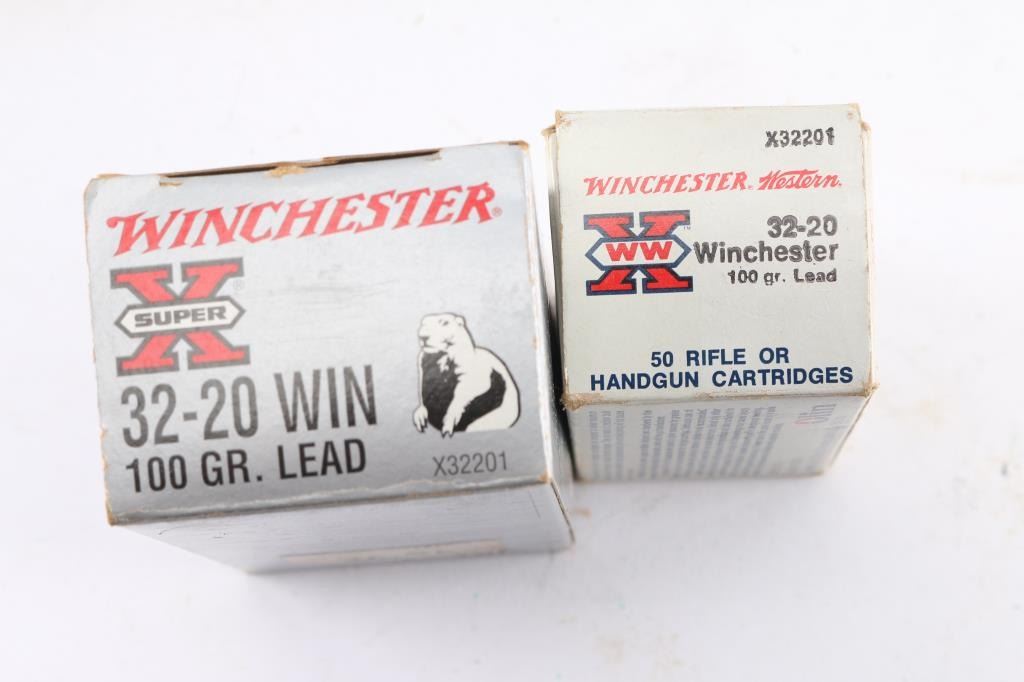 WINCHESTER®
X ®
SUPER
32-20 WIN
100 GR. LEAD
X32201
X32201
WINCHESTER® Western®
X ™
WW
32-20
Winchester
100 gr. Lead
50 RIFLE OR
HANDGUN CARTRIDGES